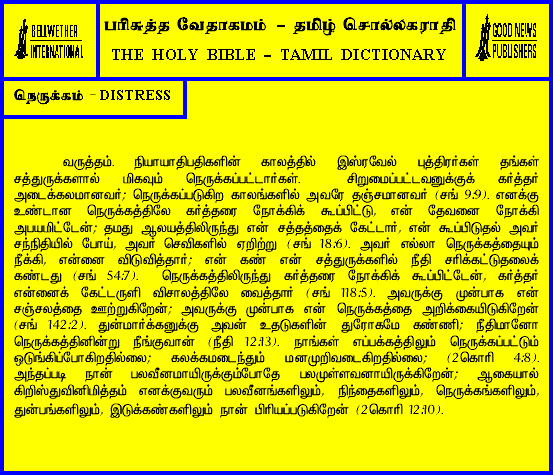 BELLWETHER
INTERNATIONAL
பரிசுத்த வேதாகமம் - தமிழ் சொல்லகராதி
THE HOLY BIBLE - TAMIL DICTIONARY
GOOD NEWS
PUBLISHERS
நெருக்கம் - DISTRESS
வருத்தம். நியாயாதிபதிகளின் காலத்தில் இஸ்ரவேல் புத்திரர்கள் தங்கள்
சத்துருக்களால் மிகவும் நெருக்கப்பட்டார்கள். சிறுமைப்பட்டவனுக்குக் கர்த்தர்
அடைக்கலமானவர்; நெருக்கப்படுகிற காலங்களில் அவரே தஞ்சமானவர் (சங் 9:9). எனக்கு
உண்டான நெருக்கத்திலே கர்த்தரை நோக்கிக் கூப்பிட்டு, என் தேவனை நோக்கி
அபயமிட்டேன்; தமது ஆலயத்திலிருந்து என் சத்தத்தைக் கேட்டார், என் கூப்பிடுதல் அவர்
சந்நிதியில் போய், அவர் செவிகளில் ஏறிற்று (சங் 18:6). அவர் எல்லா நெருக்கத்தையும்
நீக்கி, என்னை விடுவித்தார்; என் கண் என் சத்துருக்களில் நீதி சரிக்கட்டுதலைக்
கண்டது (சங் 54:7). நெருக்கத்திலிருந்து கர்த்தரை நோக்கிக் கூப்பிட்டேன், கர்த்தர்
என்னைக் கேட்டருளி விசாலத்திலே வைத்தார் (சங் 118:5). அவருக்கு முன்பாக என்
சஞ்சலத்தை ஊற்றுகிறேன்; அவருக்கு முன்பாக என் நெருக்கத்தை அறிக்கையிடுகிறேன்
(சங் 142:2). துன்மார்க்கனுக்கு அவன் உதடுகளின் துரோகமே கண்ணி; நீதிமானோ
நெருக்கத்தினின்று நீங்குவான் (நீதி 12:13). நாங்கள் எப்பக்கத்திலும் நெருக்கப்பட்டும்
ஒடுங்கிப்போகிறதில்லை; கலக்கமடைந்தும் மனமுறிவடைகிறதில்லை; (2கொரி 4:8).
அந்தப்படி நான் பலவீனமாயிருக்கும்போதே பலமுள்ளவனாயிருக்கிறேன்; ஆகையால்
கிறிஸ்துவினிமித்தம் எனக்குவரும் பலவீனங்களிலும், நிந்தைகளிலும், நெருக்கங்களிலும்,
துன்பங்களிலும், இடுக்கண்களிலும் நான் பிரியப்படுகிறேன் (2கொரி 12:10).